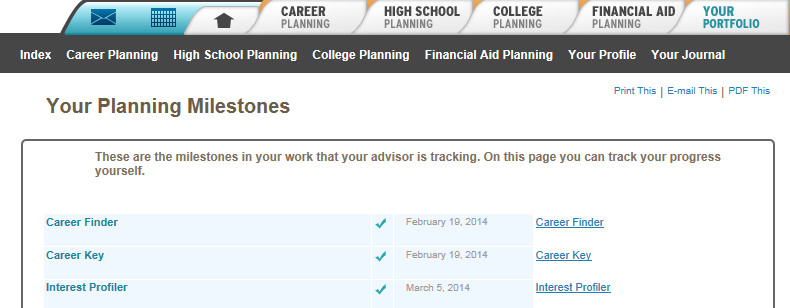 CAREER PLANNING
HIGH SCHOOL PLANNING
COLLEGE PLANNING
FINANCIAL AID PLANNING
YOUR PORTFOLIO
Index Career Planning High School Planning College Planning Financial Aid Planning Your Profile Your Journal
Print This | E-mail This | PDF This
Your Planning Milestones
These are the milestones in your work that your advisor is tracking. On this page you can track your progress
yourself.
Career Finder February 19, 2014 Career Finder
Career Key February 19, 2014 Career Key
Interest Profiler March 5, 2014 Interest Profiler